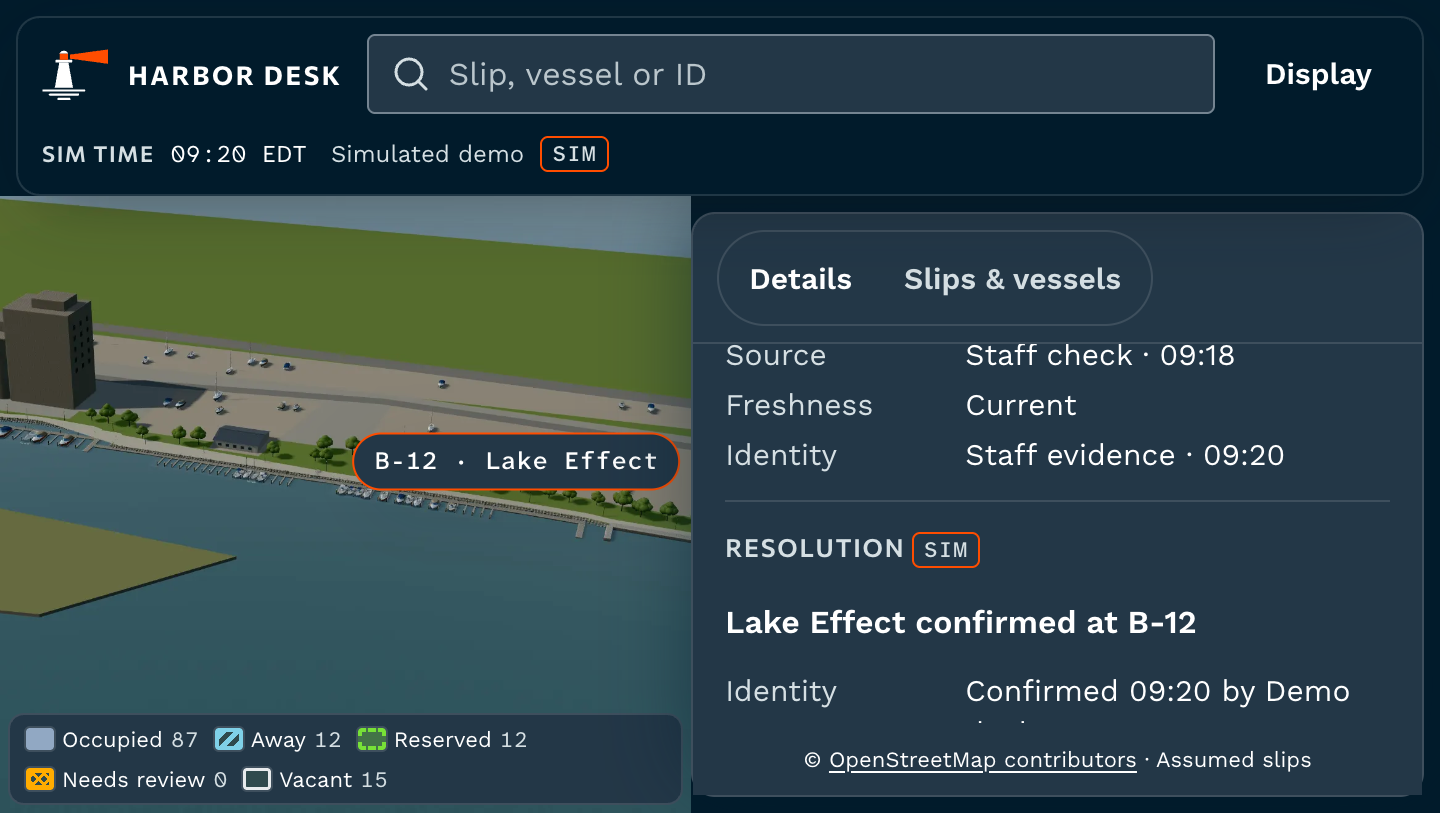 HARBOR DESK
Slip, vessel or ID
Display
SIM TIME 09:20 EDT Simulated demo SIM
B-12 · Lake Effect
Occupied 87 Away 12 Reserved 12
Needs review 0 Vacant 15
Details Slips & vessels
Source Staff check · 09:18
Freshness Current
Identity Staff evidence · 09:20
RESOLUTION SIM
Lake Effect confirmed at B-12
Identity Confirmed 09:20 by Demo
© OpenStreetMap contributors · Assumed slips